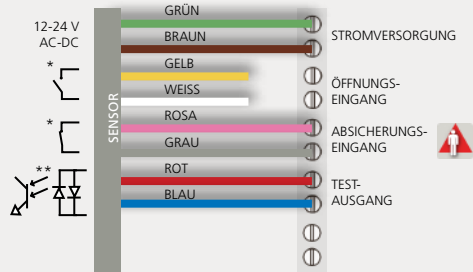 12-24 V
AC-DC
*
*
**
SENSOR
GRÜN
BRAUN
GELB
WEISS
ROSA
GRAU
ROT
BLAU
STROMVERSORGUNG
ÖFFNUNGS-
EINGANG
ABSICHERUNGS-
EINGANG
TEST-
AUSGANG